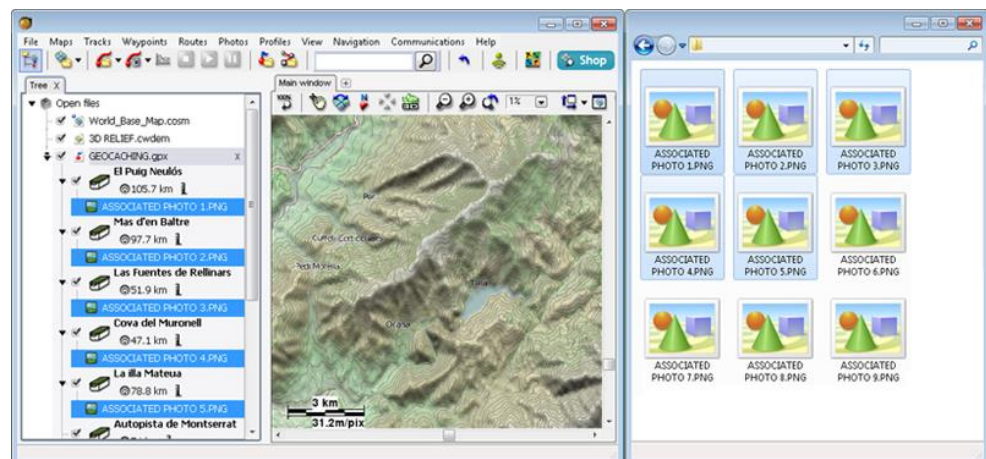 File Maps Tracks Waypoints Routes Photos Profiles View Navigation Communications Help
Shop
Tree X
Main window
Open files
100%
1%
World_Base_Map.cosm
3D RELIEF.cwdem
GEOCACHING.gpx x
El Puig Neulós
105.7 km
ASSOCIATED PHOTO 1.PNG
Mas d'en Baltre
97.7 km
ASSOCIATED PHOTO 2.PNG
Las Fuentes de Rellinars
51.9 km
ASSOCIATED PHOTO 3.PNG
Cova del Muronell
47.1 km
ASSOCIATED PHOTO 4.PNG
La illa Mateua
78.8 km
ASSOCIATED PHOTO 5.PNG
Autopista de Montserrat
3 km
31.2m/pix
ASSOCIATED
PHOTO 1.PNG
ASSOCIATED
PHOTO 2.PNG
ASSOCIATED
PHOTO 3.PNG
ASSOCIATED
PHOTO 4.PNG
ASSOCIATED
PHOTO 5.PNG
ASSOCIATED
PHOTO 6.PNG
ASSOCIATED
PHOTO 7.PNG
ASSOCIATED
PHOTO 8.PNG
ASSOCIATED
PHOTO 9.PNG